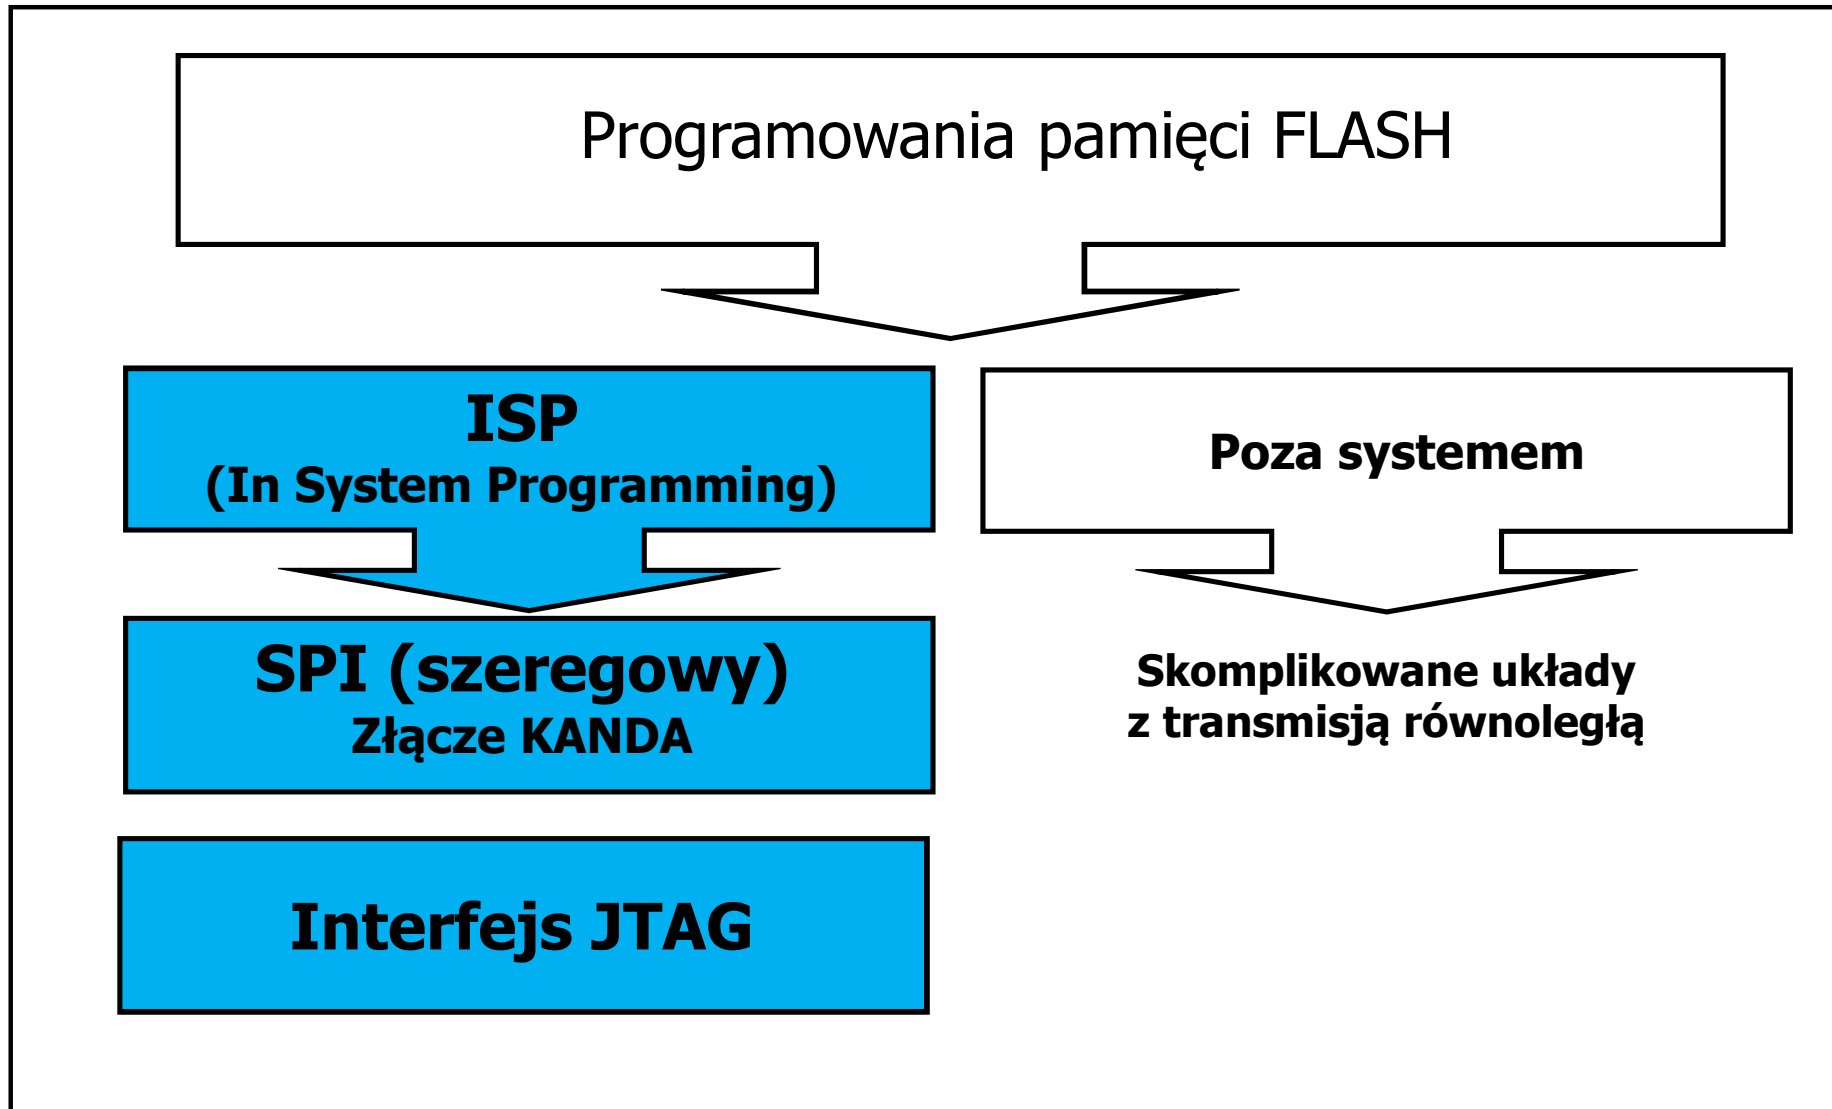 Programowania pamięci FLASH
ISP
(In System Programming)
Poza systemem
SPI (szeregowy)
Złącze KANDA
Skomplikowane układy
z transmisją równoległą
Interfejs JTAG